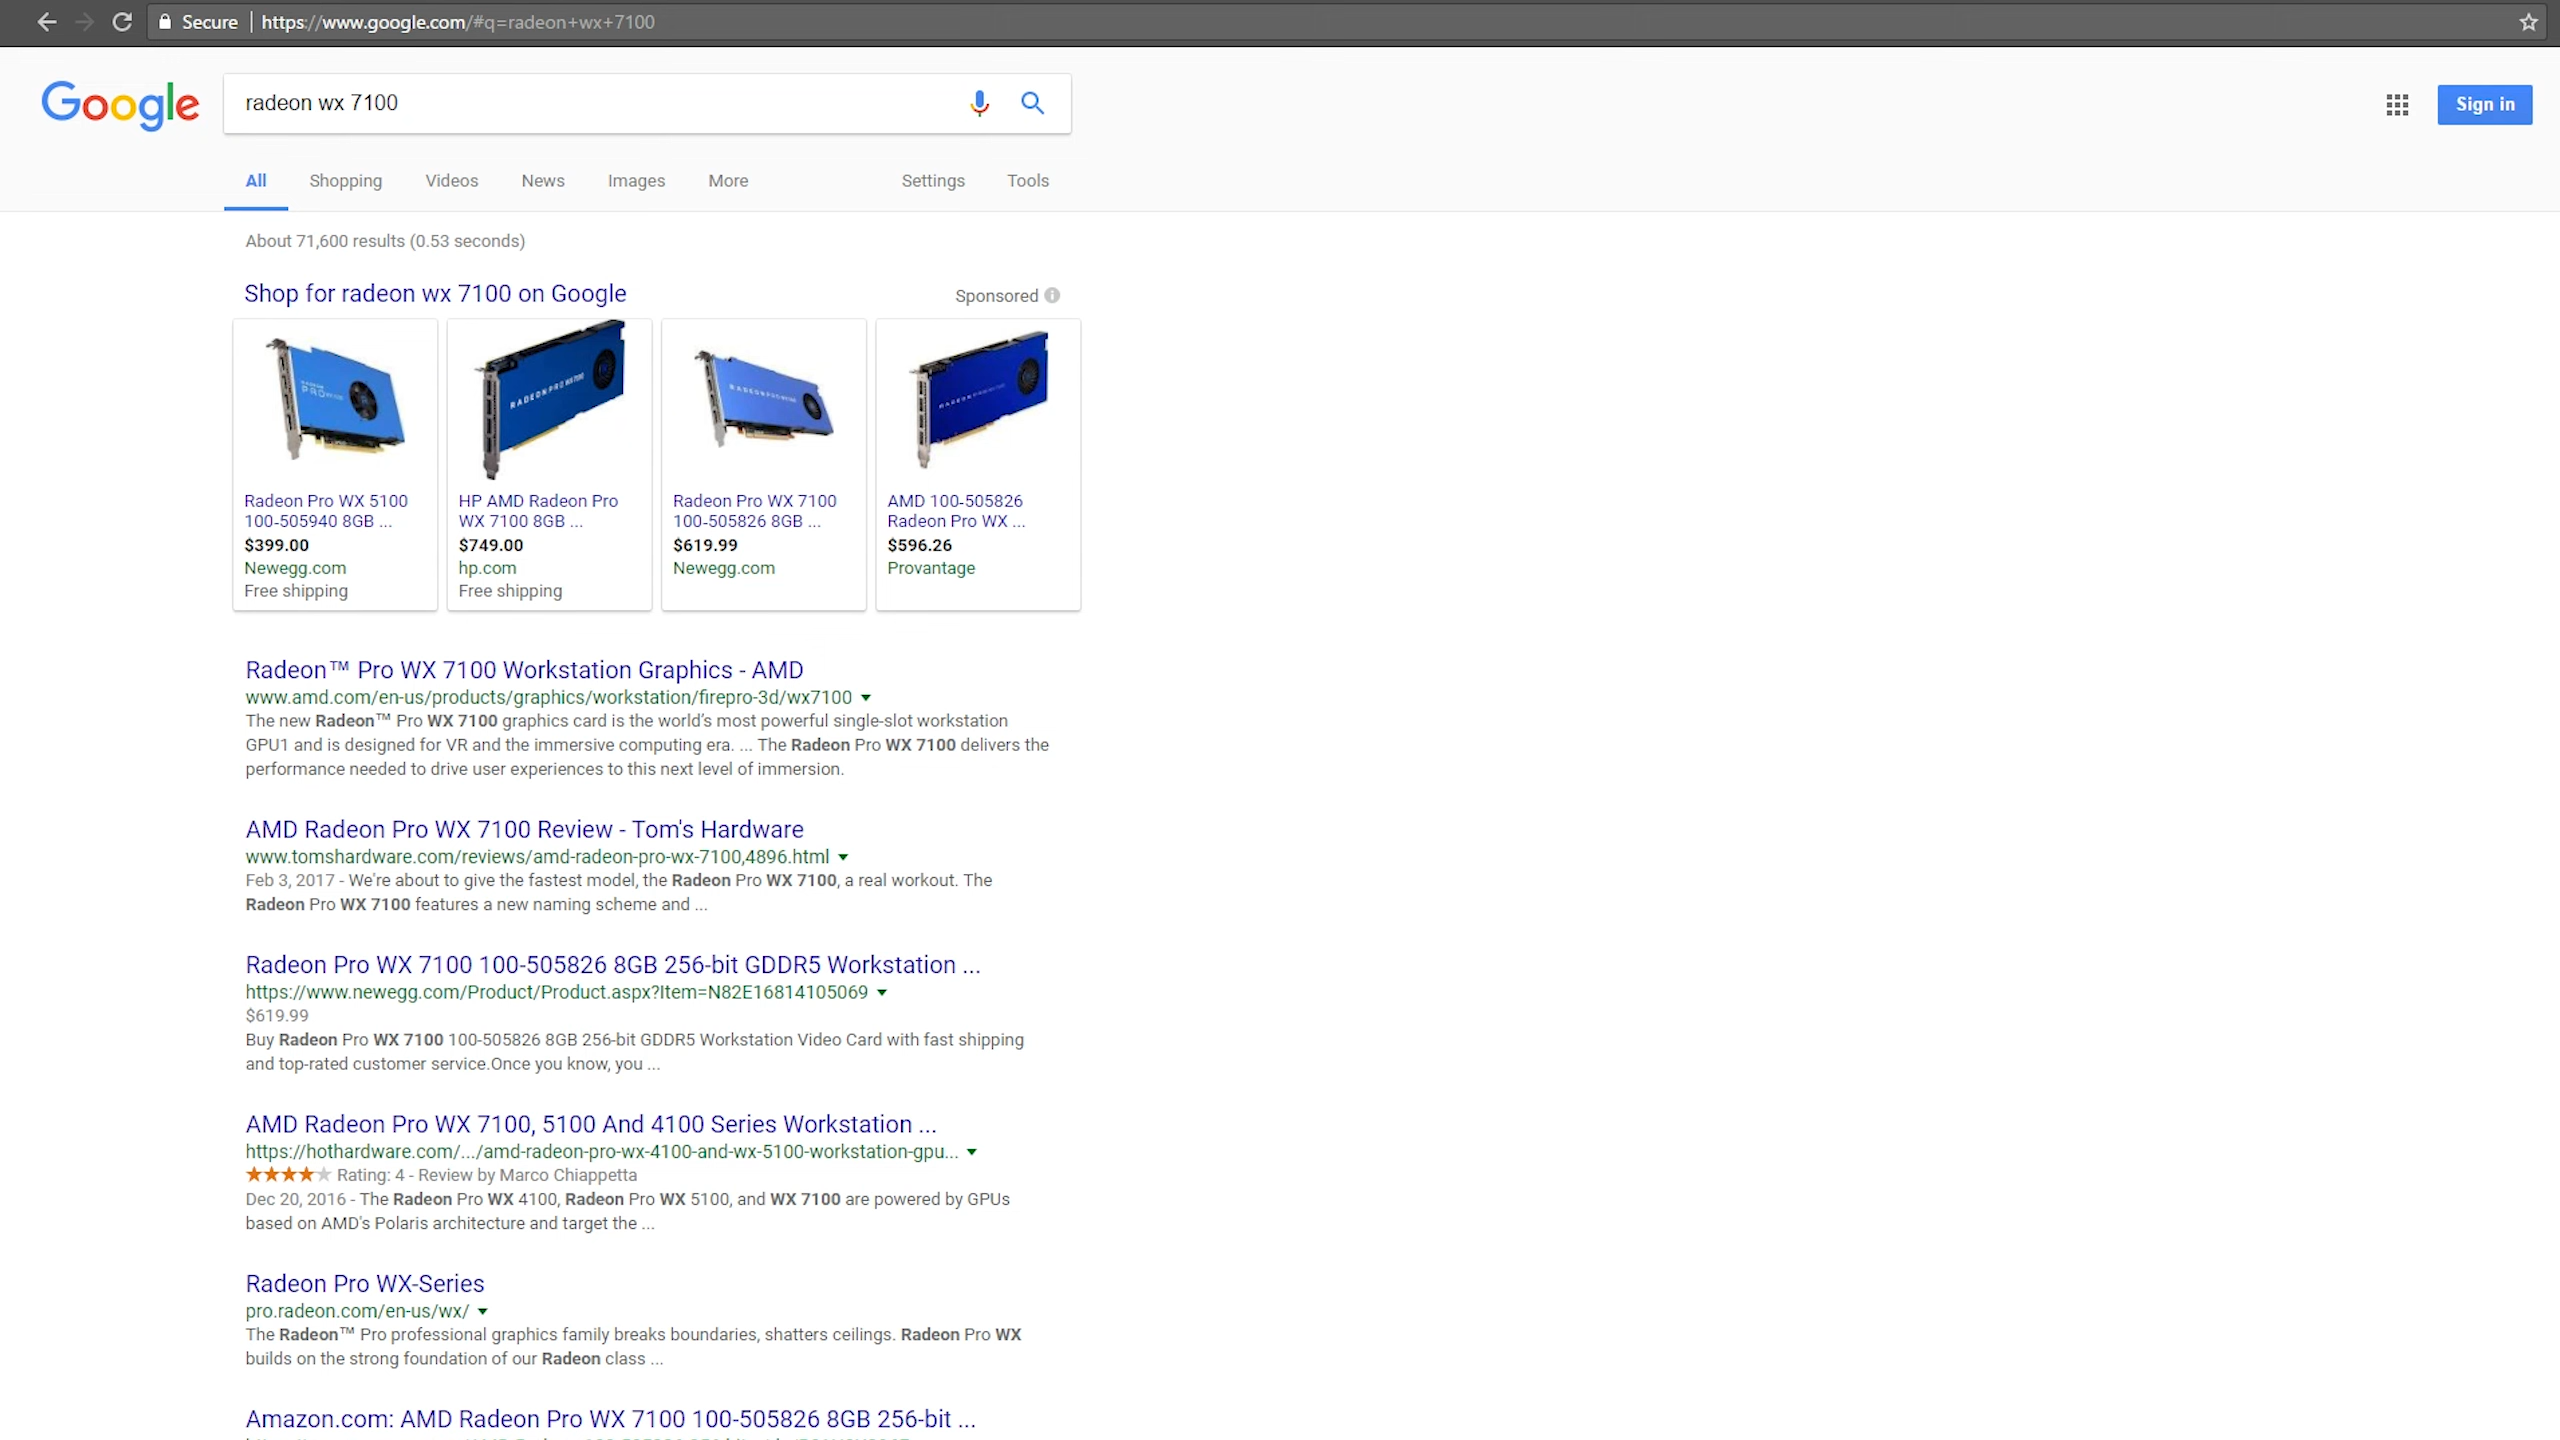 Secure | https://www.google.com/#q=radeon+wx+7100
Google
radeon wx 7100
Sign in
All Shopping Videos News Images More Settings Tools
About 71,600 results (0.53 seconds)
Shop for radeon wx 7100 on Google
Sponsored
RADEON PRO WX 7100
Radeon Pro WX 5100
100-505940 8GB ...
$399.00
Newegg.com
Free shipping
HP AMD Radeon Pro
WX 7100 8GB ...
$749.00
hp.com
Free shipping
Radeon Pro WX 7100
100-505826 8GB ...
$619.99
Newegg.com
AMD 100-505826
Radeon Pro WX ...
$596.26
Provantage
Radeon™ Pro WX 7100 Workstation Graphics - AMD
www.amd.com/en-us/products/graphics/workstation/firepro-3d/wx7100
The new Radeon™ Pro WX 7100 graphics card is the world's most powerful single-slot workstation
GPU1 and is designed for VR and the immersive computing era. ... The Radeon Pro WX 7100 delivers the
performance needed to drive user experiences to this next level of immersion.
AMD Radeon Pro WX 7100 Review - Tom's Hardware
www.tomshardware.com/reviews/amd-radeon-pro-wx-7100,4896.html
Feb 3, 2017 - We're about to give the fastest model, the Radeon Pro WX 7100, a real workout. The
Radeon Pro WX 7100 features a new naming scheme and ...
Radeon Pro WX 7100 100-505826 8GB 256-bit GDDR5 Workstation ...
https://www.newegg.com/Product/Product.aspx?Item=N82E16814105069
$619.99
Buy Radeon Pro WX 7100 100-505826 8GB 256-bit GDDR5 Workstation Video Card with fast shipping
and top-rated customer service.Once you know, you ...
AMD Radeon Pro WX 7100, 5100 And 4100 Series Workstation ...
https://hothardware.com/.../amd-radeon-pro-wx-4100-and-wx-5100-workstation-gpu...
Rating: 4 - Review by Marco Chiappetta
Dec 20, 2016 - The Radeon Pro WX 4100, Radeon Pro WX 5100, and WX 7100 are powered by GPUs
based on AMD's Polaris architecture and target the ...
Radeon Pro WX-Series
pro.radeon.com/en-us/wx/
The Radeon™ Pro professional graphics family breaks boundaries, shatters ceilings. Radeon Pro WX
builds on the strong foundation of our Radeon class ...
Amazon.com: AMD Radeon Pro WX 7100 100-505826 8GB 256-bit ...